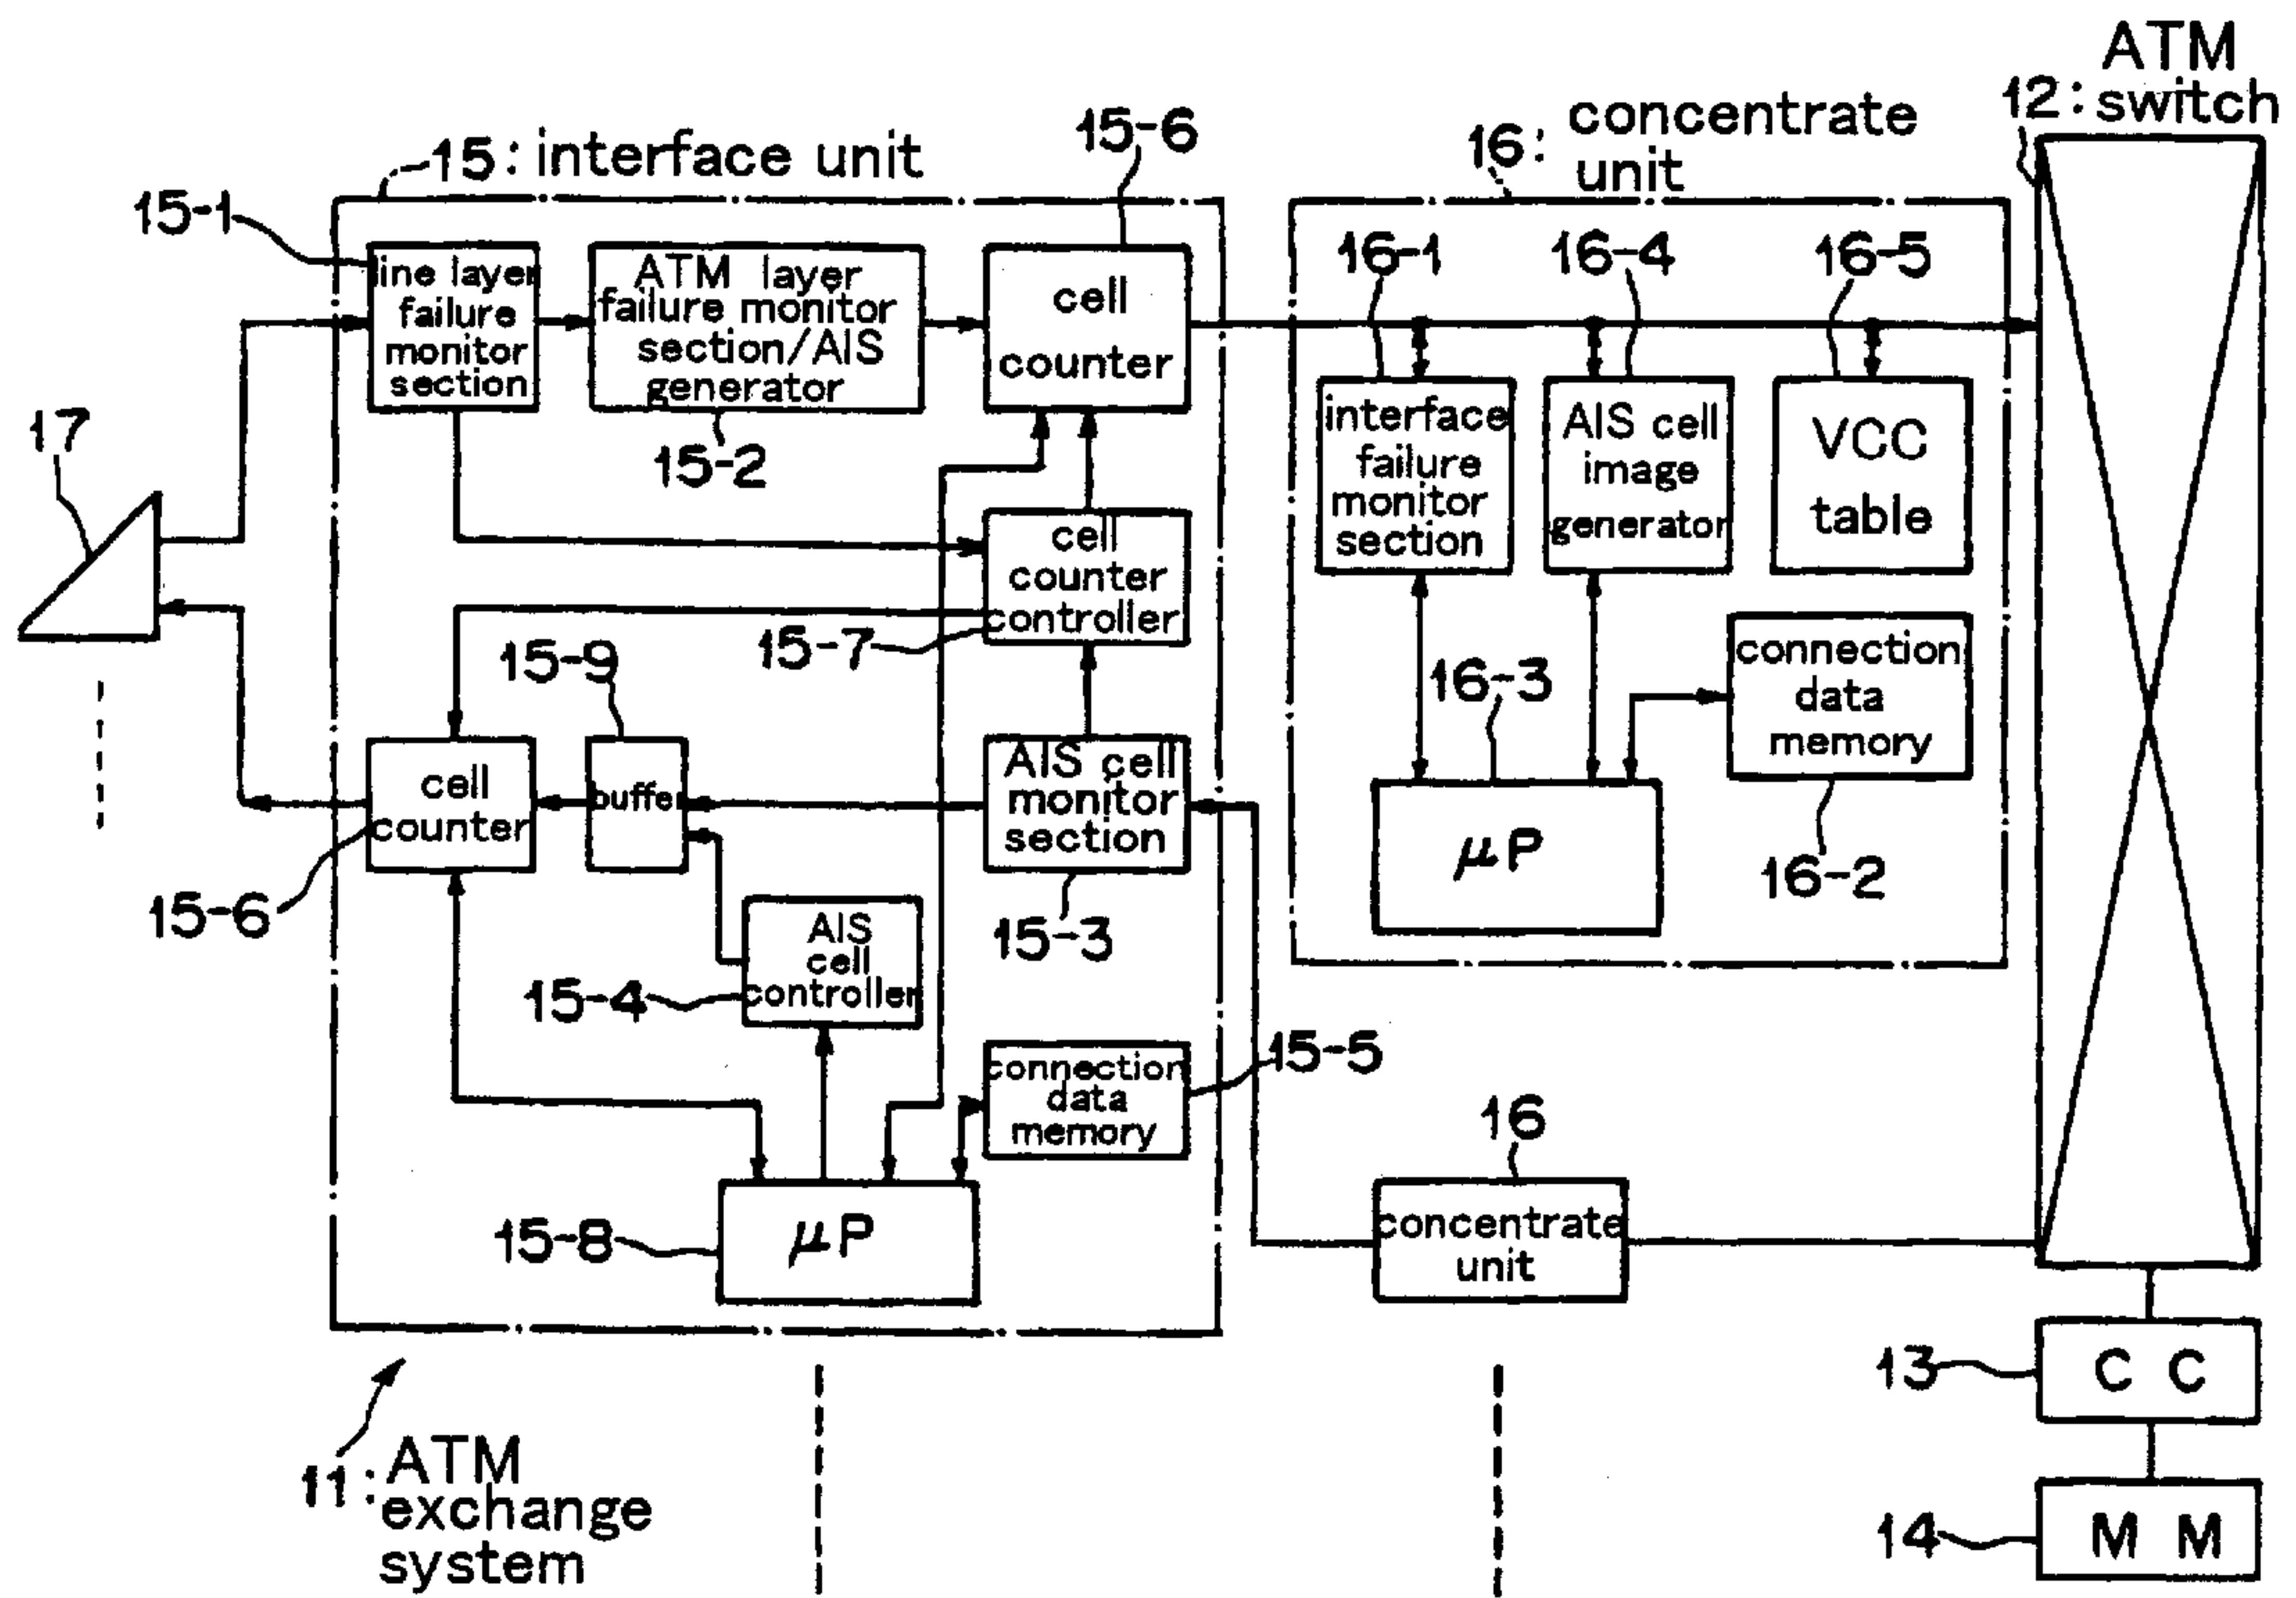 ATM
12: switch
15-6
16: concentrate
unit
15: interface unit
15-1
16-1
16-4
16-5
line layer
failure
monitor
section
ATM layer
failure monitor
section/AIS
generator
cell
counter
15-2
17
interface
failure
monitor
section
AIS cell
image
generator
VCC
table
cell
counter
controller
15-7
15-9
16-3
connection
data
memory
cell
counter
buffer
AIS cell
monitor
section
μP
16-2
15-6
15-3
AIS
cell
controller
15-4
connection
data
memory
15-5
16
15-8
μP
concentrate
unit
13
C C
11: ATM
exchange
system
14
M M